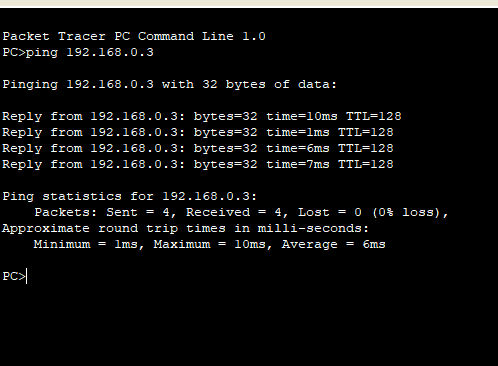 Packet Tracer PC Command Line 1.0
PC>ping 192.168.0.3
Pinging 192.168.0.3 with 32 bytes of data:
Reply from 192.168.0.3: bytes=32 time=10ms TTL=128
Reply from 192.168.0.3: bytes=32 time=1ms TTL=128
Reply from 192.168.0.3: bytes=32 time=6ms TTL=128
Reply from 192.168.0.3: bytes=32 time=7ms TTL=128
Ping statistics for 192.168.0.3:
    Packets: Sent = 4, Received = 4, Lost = 0 (0% loss),
Approximate round trip times in milli-seconds:
    Minimum = 1ms, Maximum = 10ms, Average = 6ms
PC>